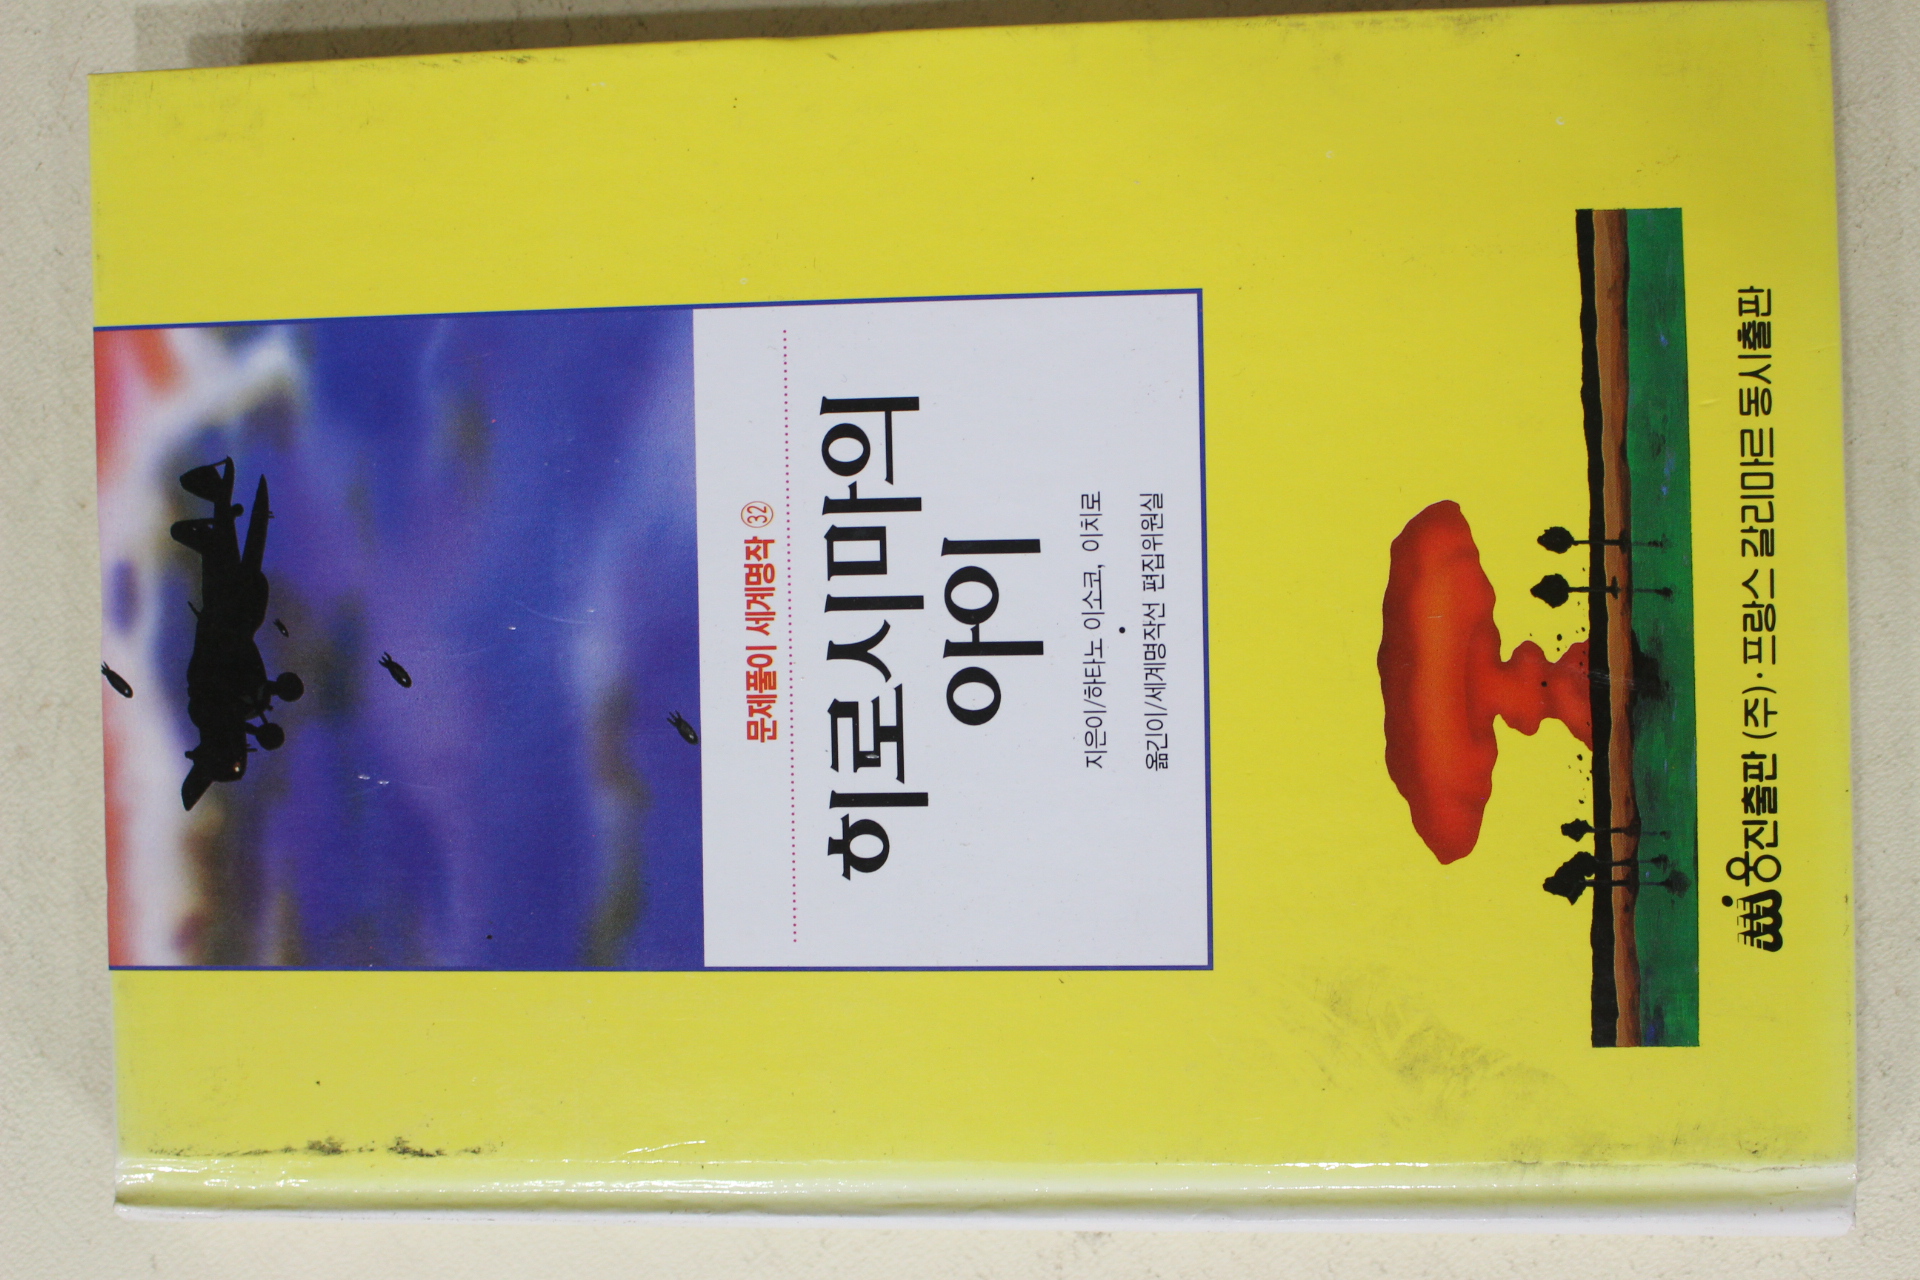 문제풀이 세계명작 ㉜
히로시마의
아이
지은이/하타노 이소코, 이치로
•
옮긴이/세계명작선 편집위원실
웅진출판 (주)·프랑스 갈리마르 동시출판